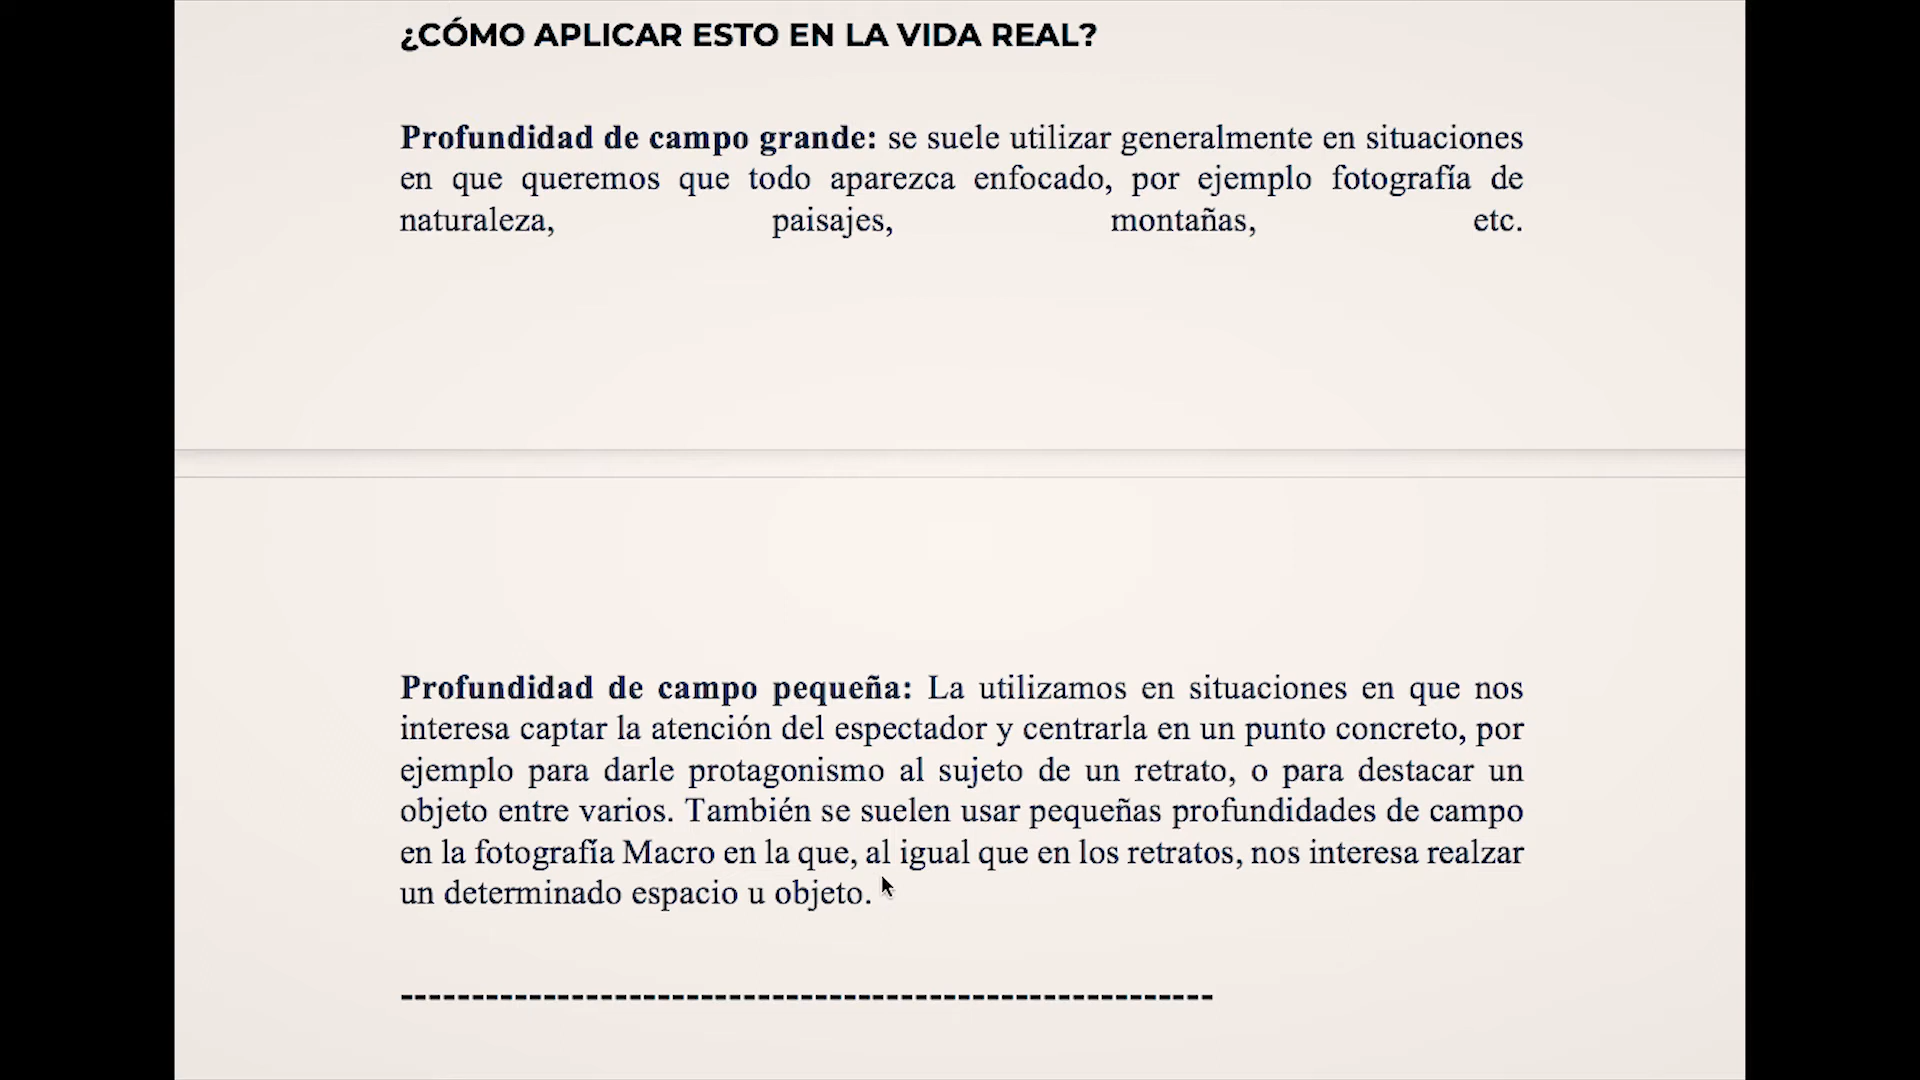 ¿CÓMO APLICAR ESTO EN LA VIDA REAL?
Profundidad de campo grande: se suele utilizar generalmente en situaciones
en que queremos que todo aparezca enfocado, por ejemplo fotografía de
naturaleza, paisajes, montañas, etc.
Profundidad de campo pequeña: La utilizamos en situaciones en que nos
interesa captar la atención del espectador y centrarla en un punto concreto, por
ejemplo para darle protagonismo al sujeto de un retrato, o para destacar un
objeto entre varios. También se suelen usar pequeñas profundidades de campo
en la fotografía Macro en la que, al igual que en los retratos, nos interesa realzar
un determinado espacio u objeto.
---------------------------------------------------------